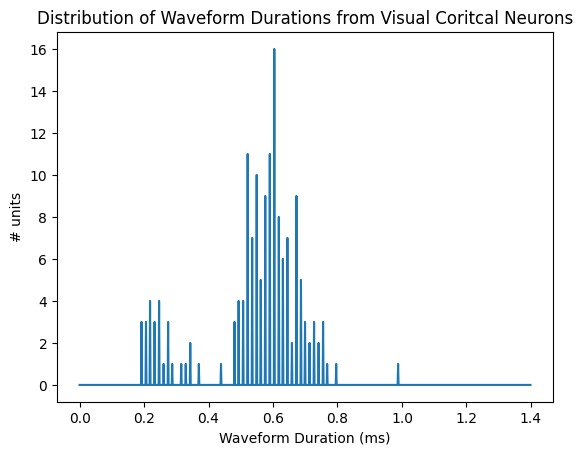 Distribution of Waveform Durations from Visual Coritcal Neurons
16
14
12
10
8
6
4
2
0
# units
0.0 0.2 0.4 0.6 0.8 1.0 1.2 1.4
Waveform Duration (ms)